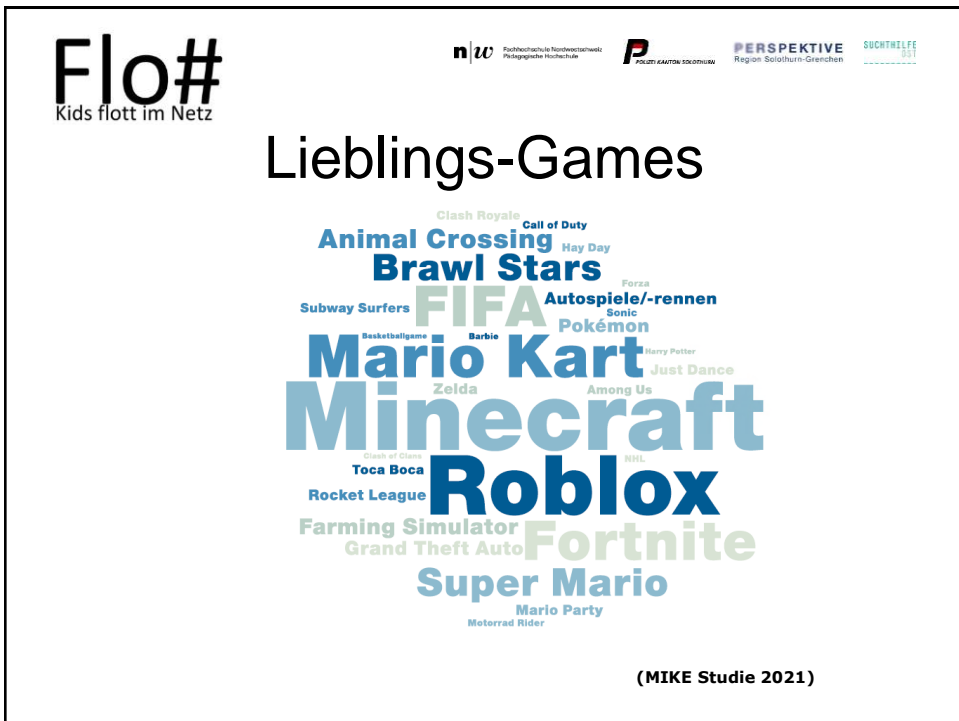 Flo#
Kids flott im Netz
n|w Fachhochschule Nordwestschweiz
Pädagogische Hochschule
P POLIZEI KANTON SOLOTHURN
PERSPEKTIVE
Region Solothurn-Grenchen
SUCHTHILFE
OST
Lieblings-Games
Clash Royale
Call of Duty
Animal Crossing
Hay Day
Brawl Stars
Forza
FIFA
Autospiele/-rennen
Subway Surfers
Sonic
Pokémon
Basketballgame
Barbie
Mario Kart
Harry Potter
Just Dance
Zelda
Among Us
Minecraft
Clash of Clans
NHL
Toca Boca
Roblox
Rocket League
Farming Simulator
Fortnite
Grand Theft Auto
Super Mario
Mario Party
Motorrad Rider
(MIKE Studie 2021)